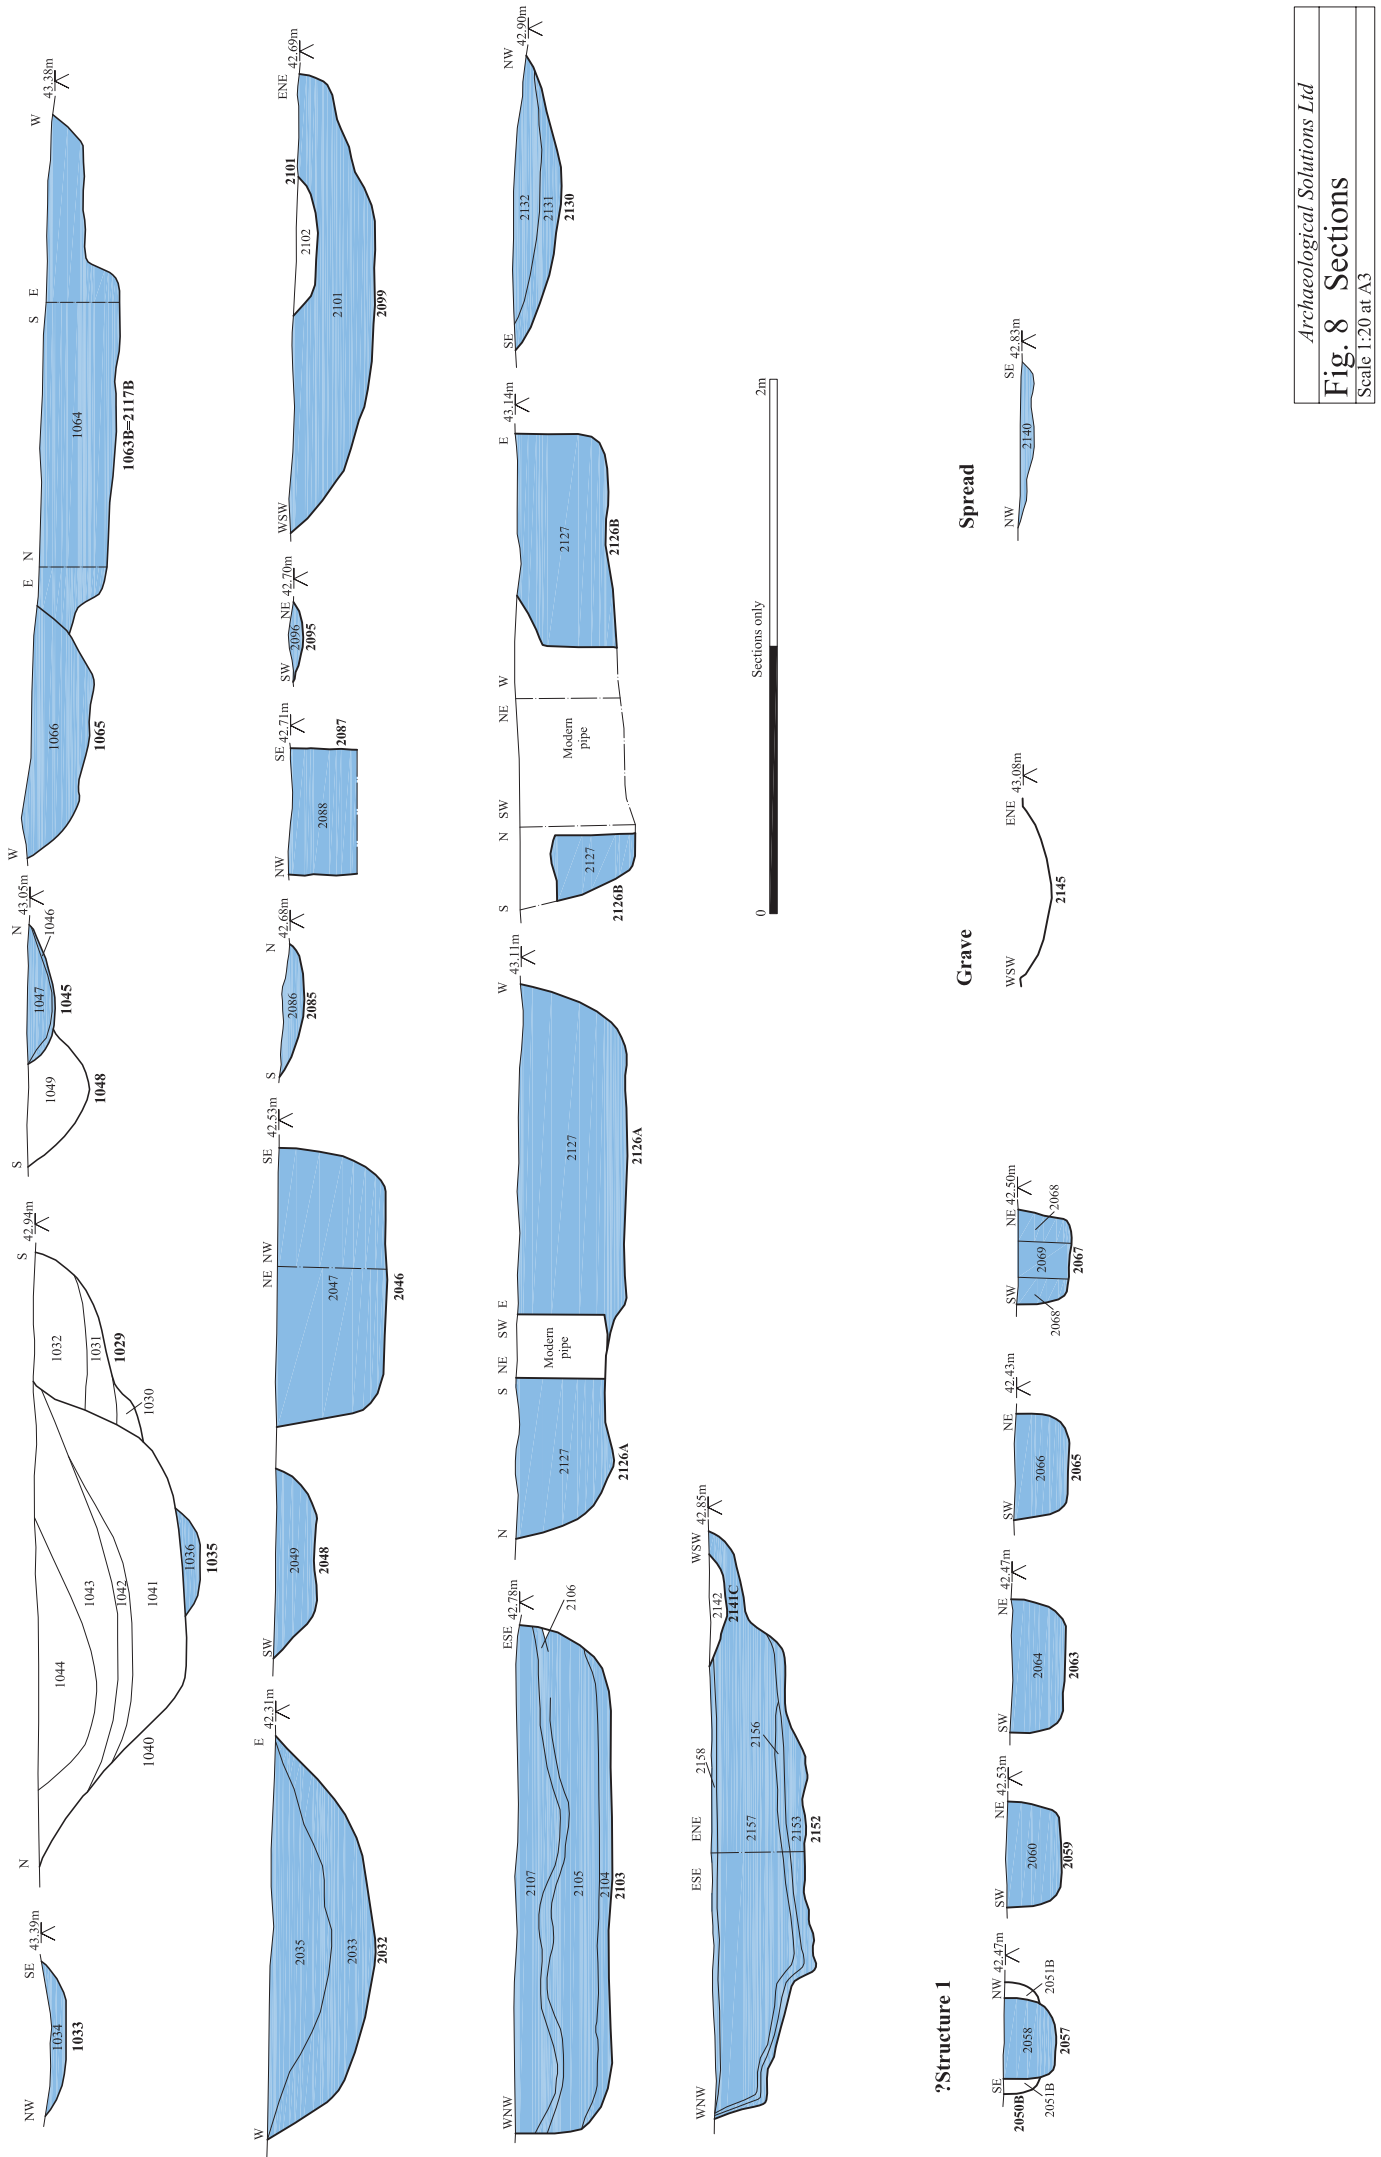 NW
SE
43.39m
1034
1033
N
S
42.94m
1044
1043
1042
1041
1040
1036
1035
1032
1031
1029
1030
S
N
43.05m
1049
1048
1047
1046
1045
W
E
N
S
E
W
43.38m
1066
1065
1064
1063B=2117B
W
E
42.31m
2035
2033
2032
SW
NE
NW
SE
42.53m
2049
2048
2047
2046
S
N
42.68m
2086
2085
NW
SE
42.71m
2088
2087
SW
NE
42.70m
2096
2095
WSW
ENE
42.69m
2101
2102
2101
2099
WNW
ESE
42.78m
2107
2106
2105
2104
2103
N
S
NE
SW
E
W
43.11m
2127
2126A
Modern
pipe
2127
2126A
S
N
SW
NE
W
E
43.14m
2127
2126B
Modern
pipe
2127
2126B
SE
NW
42.90m
2132
2131
2130
WNW
ESE
ENE
WSW
42.85m
2158
2157
2156
2153
2152
2142
2141C
0
Sections only
2m
?Structure 1
SE
NW
42.47m
2050B
2051B
2058
2057
2051B
SW
NE
42.53m
2060
2059
SW
NE
42.47m
2064
2063
SW
NE
42.43m
2066
2065
SW
NE
42.50m
2068
2069
2068
2067
Grave
WSW
ENE
43.08m
2145
Spread
NW
SE
42.83m
2140
Archaeological Solutions Ltd
Fig. 8 Sections
Scale 1:20 at A3